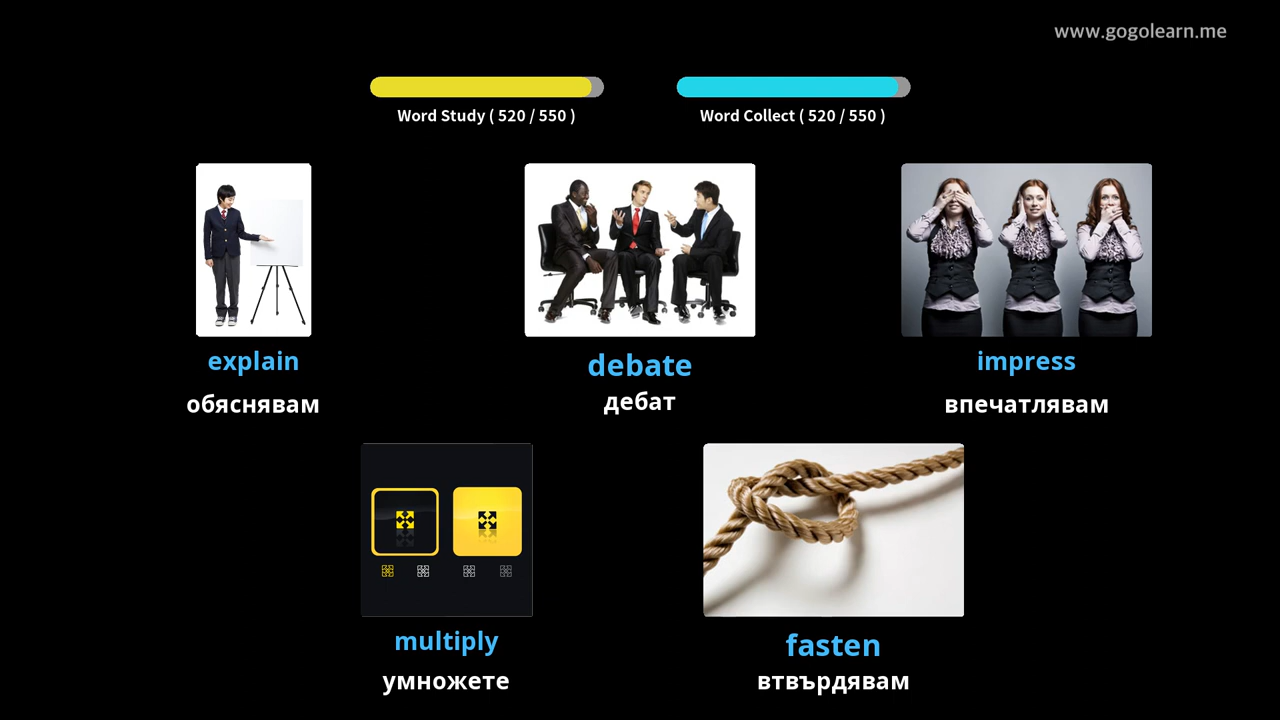 www.gogolearn.me
Word Study ( 520 / 550 )
Word Collect ( 520 / 550 )
explain
обяснявам
debate
дебат
impress
впечатлявам
multiply
умножете
fasten
втвърдявам